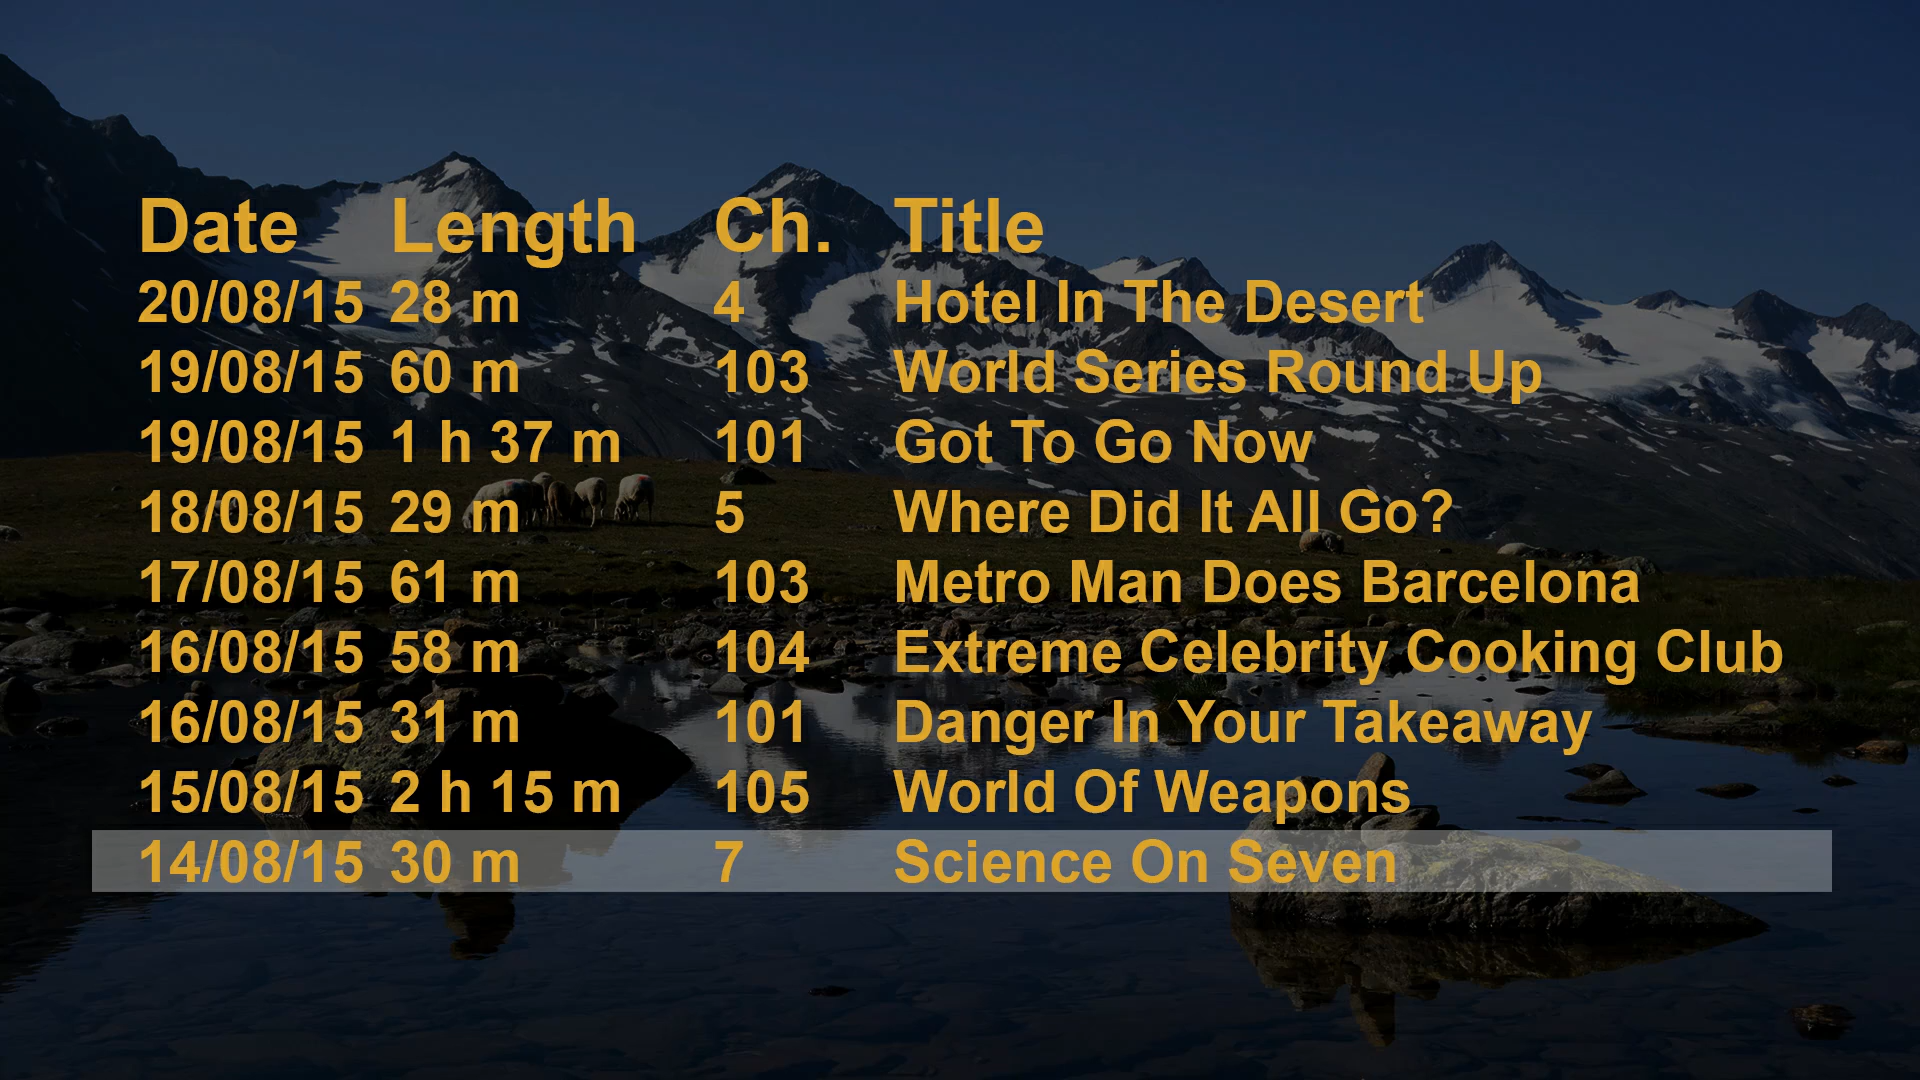 Date Length Ch. Title
20/08/15 28 m 4 Hotel In The Desert
19/08/15 60 m 103 World Series Round Up
19/08/15 1 h 37 m 101 Got To Go Now
18/08/15 29 m 5 Where Did It All Go?
17/08/15 61 m 103 Metro Man Does Barcelona
16/08/15 58 m 104 Extreme Celebrity Cooking Club
16/08/15 31 m 101 Danger In Your Takeaway
15/08/15 2 h 15 m 105 World Of Weapons
14/08/15 30 m 7 Science On Seven